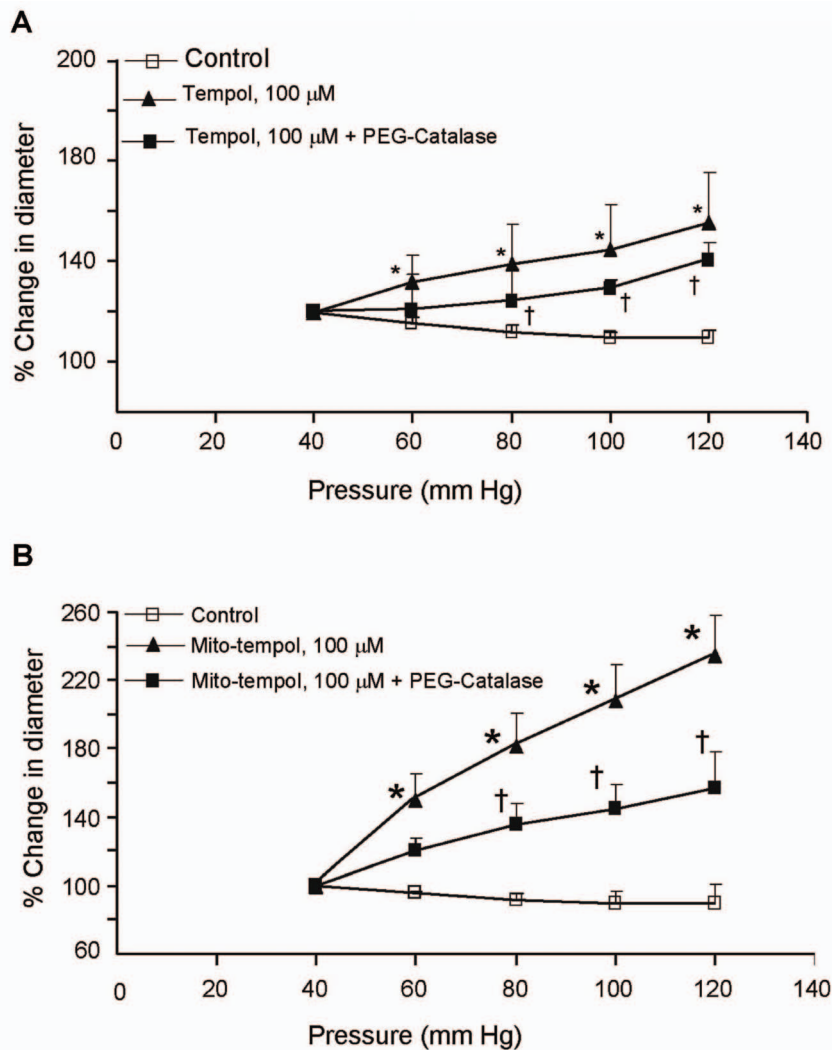 A
200
Control
Tempol, 100 μM
Tempol, 100 μM + PEG-Catalase
180
140
100
% Change in diameter
* * * *
† † †
0 20 40 60 80 100 120 140
Pressure (mm Hg)
B
260
Control
Mito-tempol, 100 μM
220
Mito-tempol, 100 μM + PEG-Catalase
180
140
100
60
% Change in diameter
* * * *
† † †
0 20 40 60 80 100 120 140
Pressure (mm Hg)